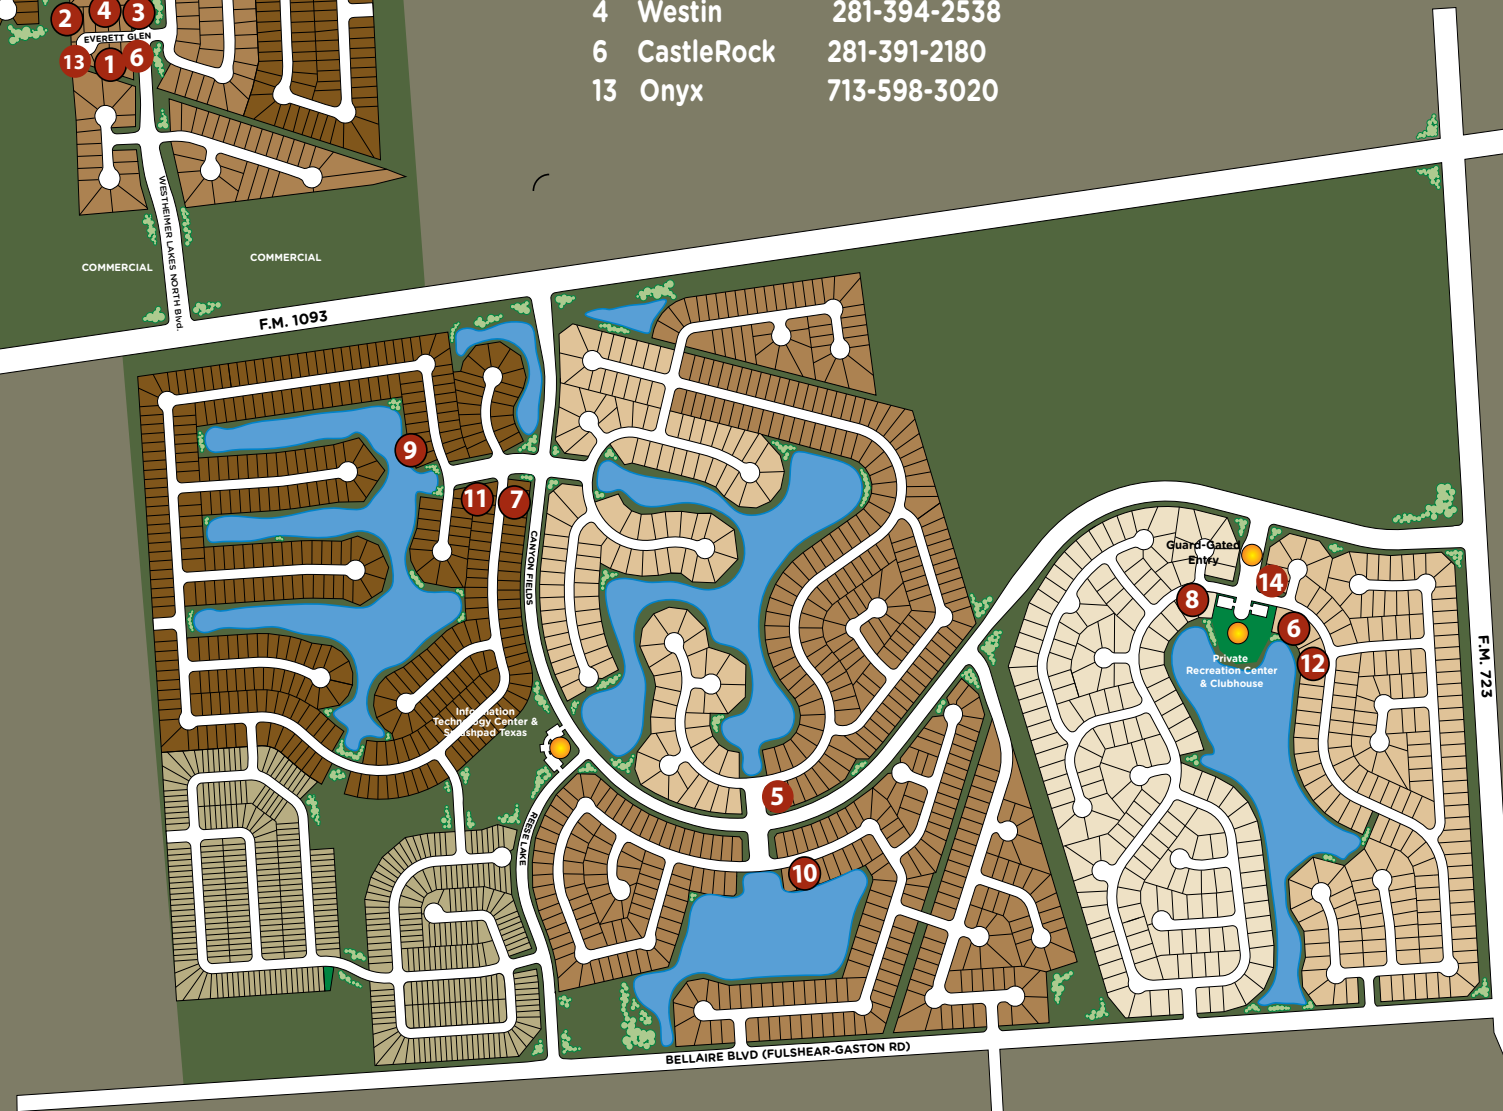 4 Westin 281-394-2538
6 CastleRock 281-391-2180
13 Onyx 713-598-3020
2
4
3
EVERETT GLEN
13
1
6
WESTHEIMER LAKES NORTH Blvd.
COMMERCIAL
COMMERCIAL
F.M. 1093
9
11
7
CANYON FIELDS
Guard-Gated
Entry
14
8
6
12
Private
Recreation Center
& Clubhouse
F.M. 723
Information
Technology Center &
Splashpad Texas
5
REESE LAKE
10
BELLAIRE BLVD (FULSHEAR-GASTON RD)